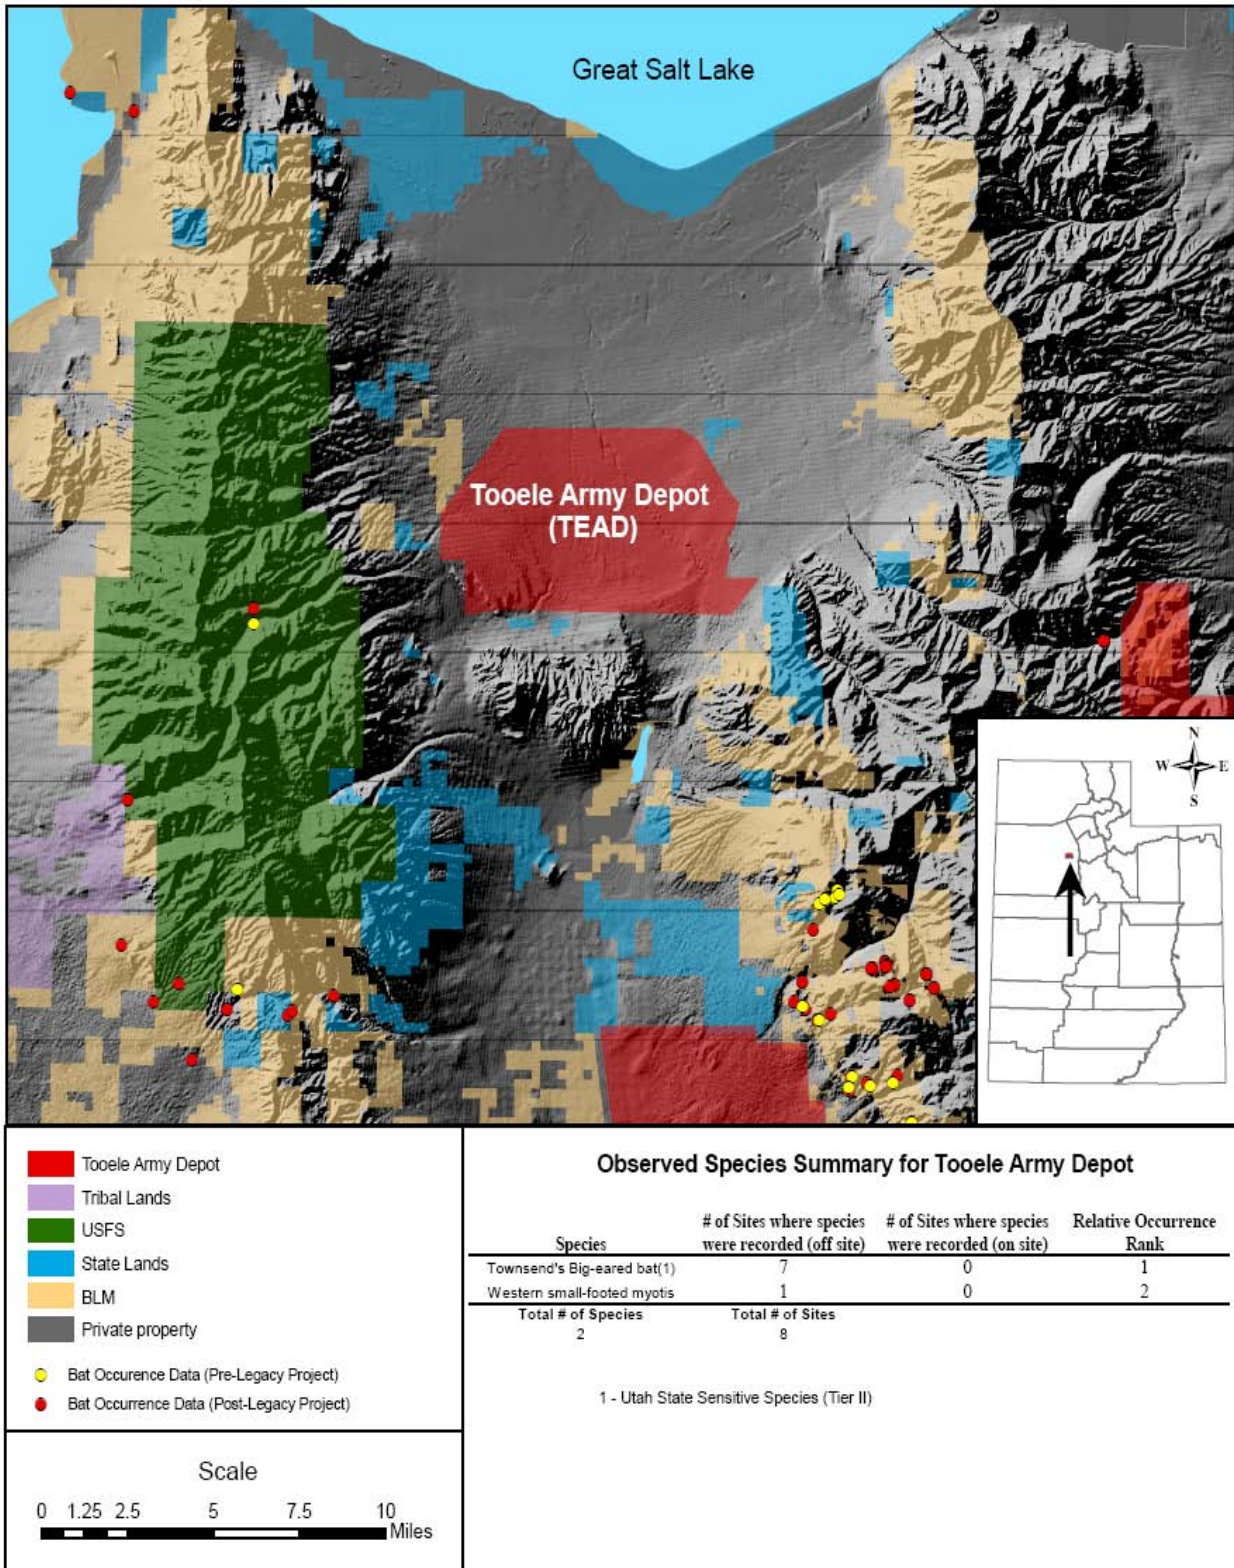 Great Salt Lake
Tooele Army Depot
(TEAD)
N
W E
S
Tooele Army Depot
Tribal Lands
USFS
State Lands
BLM
Private property
Bat Occurence Data (Pre-Legacy Project)
Bat Occurrence Data (Post-Legacy Project)
Scale
0 1.25 2.5 5 7.5 10
Miles
Observed Species Summary for Tooele Army Depot
# of Sites where species # of Sites where species Relative Occurrence
Species were recorded (off site) were recorded (on site) Rank
Townsend's Big-eared bat(1) 7 0 1
Western small-footed myotis 1 0 2
Total # of Species Total # of Sites
2 8
1 - Utah State Sensitive Species (Tier II)